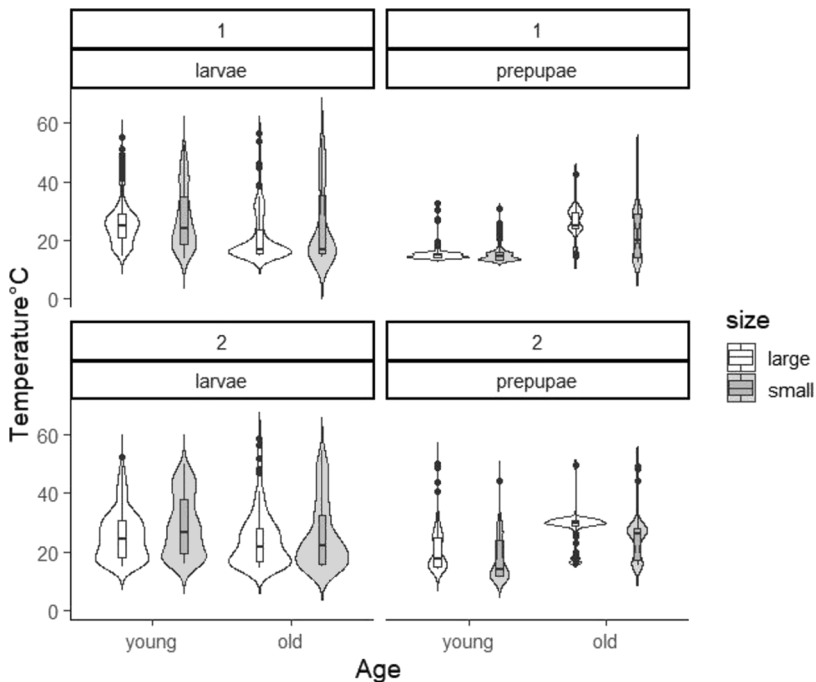 1
1
larvae
prepupae
60
40
20
0
2
2
larvae
prepupae
60
40
20
0
young
old
young
old
Age
Temperature°C
size
large
small